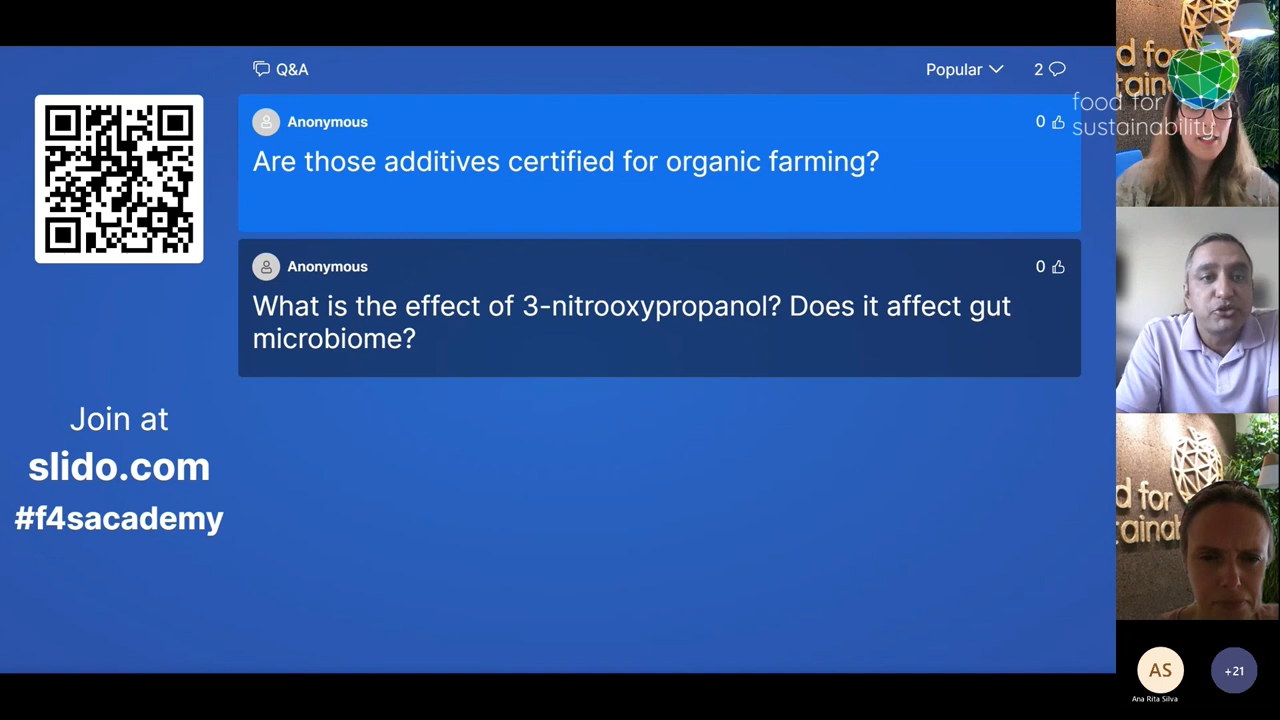 Q&A
Popular
2
Anonymous
0
Are those additives certified for organic farming?
Anonymous
0
What is the effect of 3-nitrooxypropanol? Does it affect gut
microbiome?
Join at
slido.com
#f4sacademy
food for
sustainability
d for
AS
+21
Ana Rita Silva